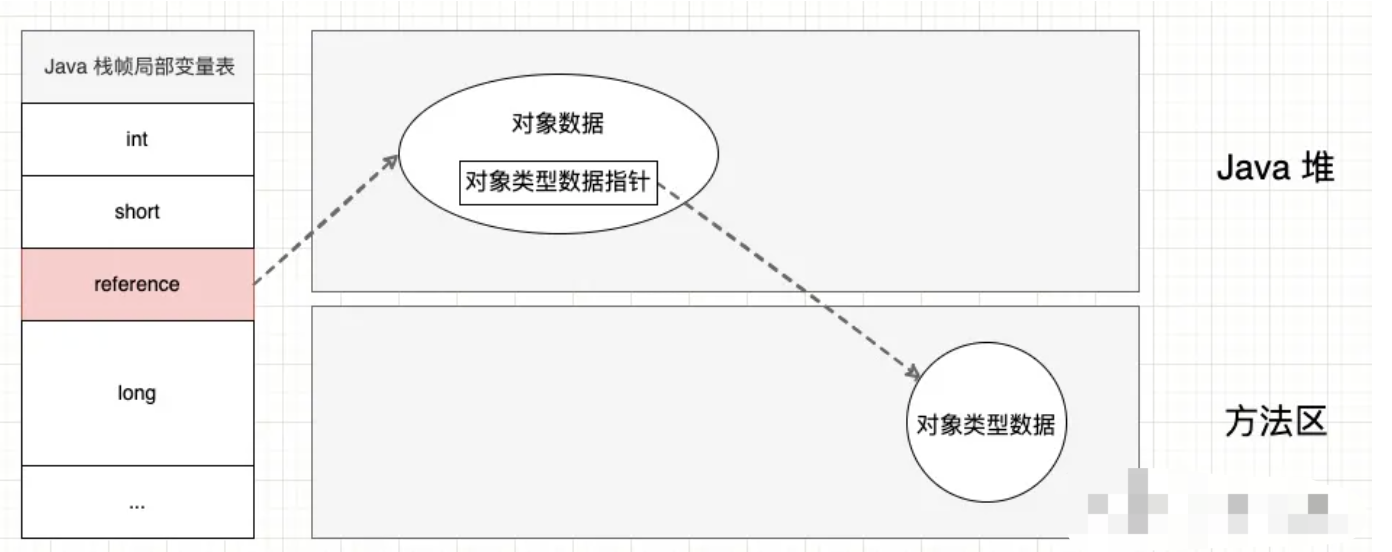 Java 栈帧局部变量表
int
short
reference
long
...
对象数据
对象类型数据指针
Java 堆
对象类型数据
方法区